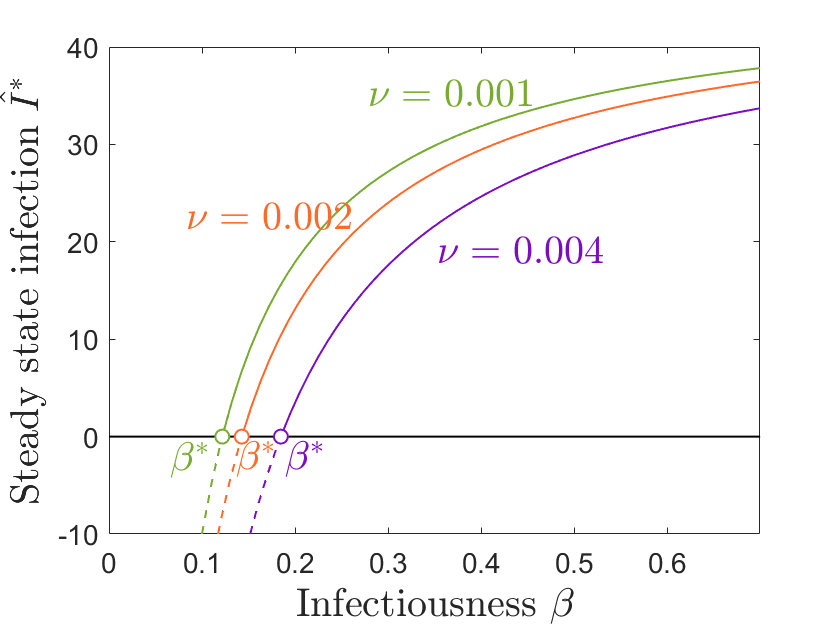 40
30
20
10
0
-10
Steady state infection Î*
ν = 0.001
ν = 0.002
ν = 0.004
β*
β*
β*
0 0.1 0.2 0.3 0.4 0.5 0.6
Infectiousness β